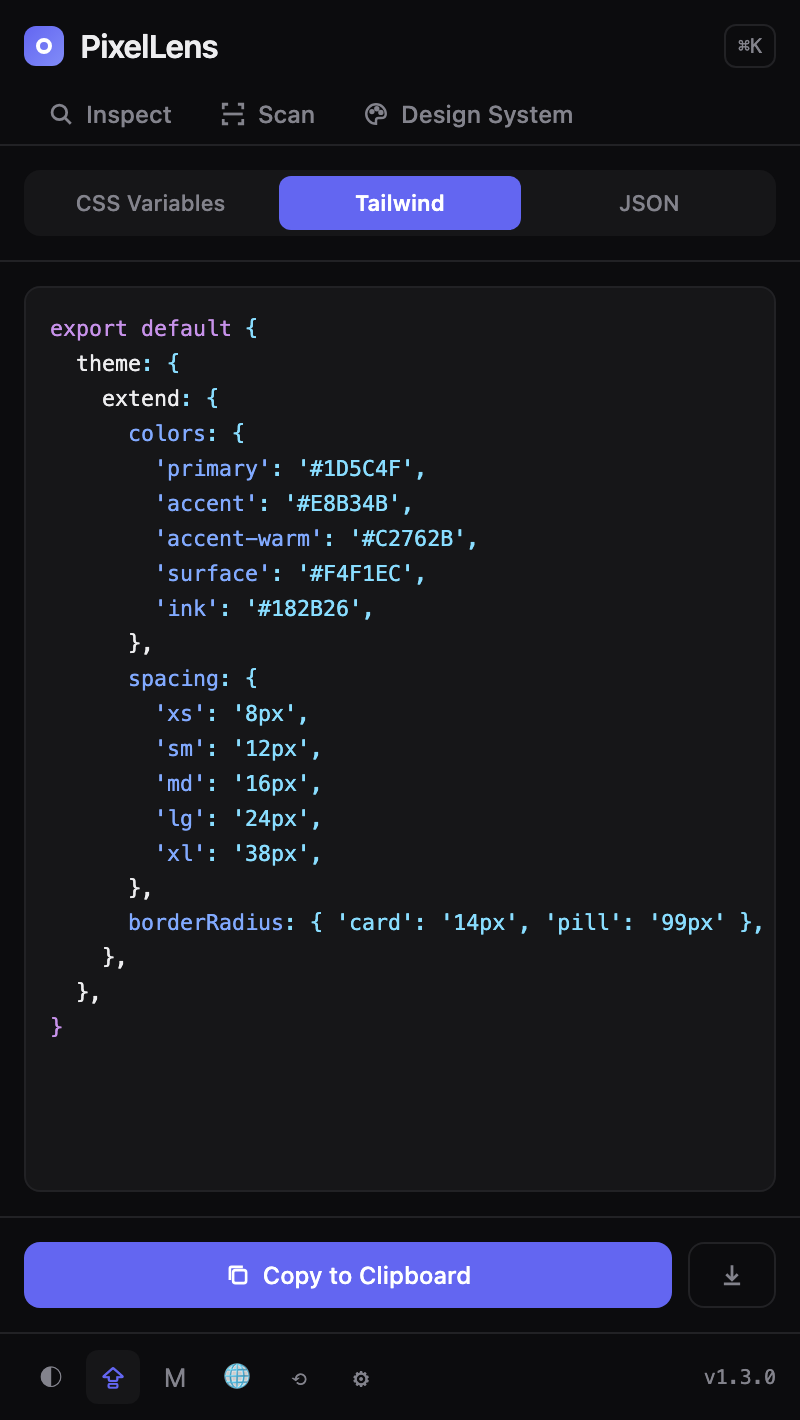 PixelLens
⌘K
Inspect
Scan
Design System
CSS Variables
Tailwind
JSON
export default {
  theme: {
    extend: {
      colors: {
        'primary': '#1D5C4F',
        'accent': '#E8B34B',
        'accent-warm': '#C2762B',
        'surface': '#F4F1EC',
        'ink': '#182B26',
      },
      spacing: {
        'xs': '8px',
        'sm': '12px',
        'md': '16px',
        'lg': '24px',
        'xl': '38px',
      },
      borderRadius: { 'card': '14px', 'pill': '99px' },
    },
  },
}
Copy to Clipboard
M
v1.3.0